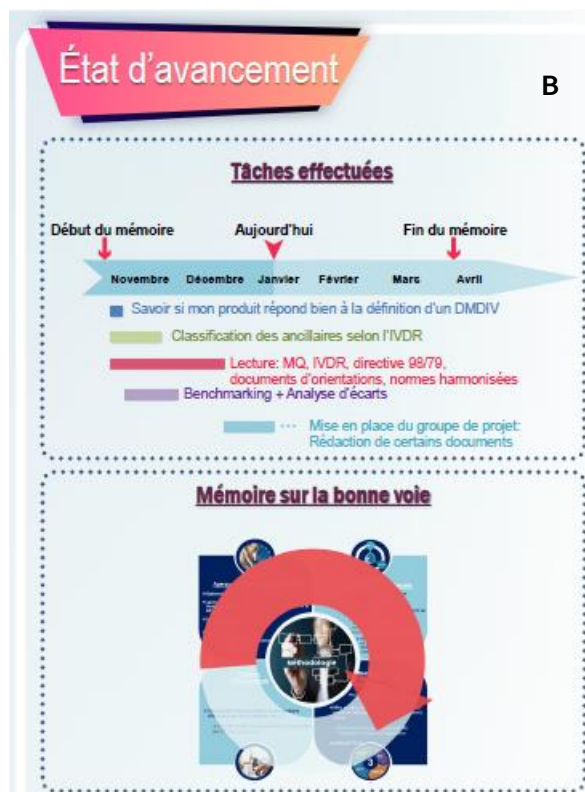 État d'avancement
B
Tâches effectuées
Début du mémoire
Aujourd'hui
Fin du mémoire
Novembre Décembre Janvier Février Mars Avril
Savoir si mon produit répond bien à la définition d'un DMDIV
Classification des ancillaires selon l'IVDR
Lecture: MQ, IVDR, directive 98/79,
documents d'orientations, normes harmonisées
Benchmarking + Analyse d'écarts
Mise en place du groupe de projet:
Rédaction de certains documents
Mémoire sur la bonne voie
Méthodologie
3